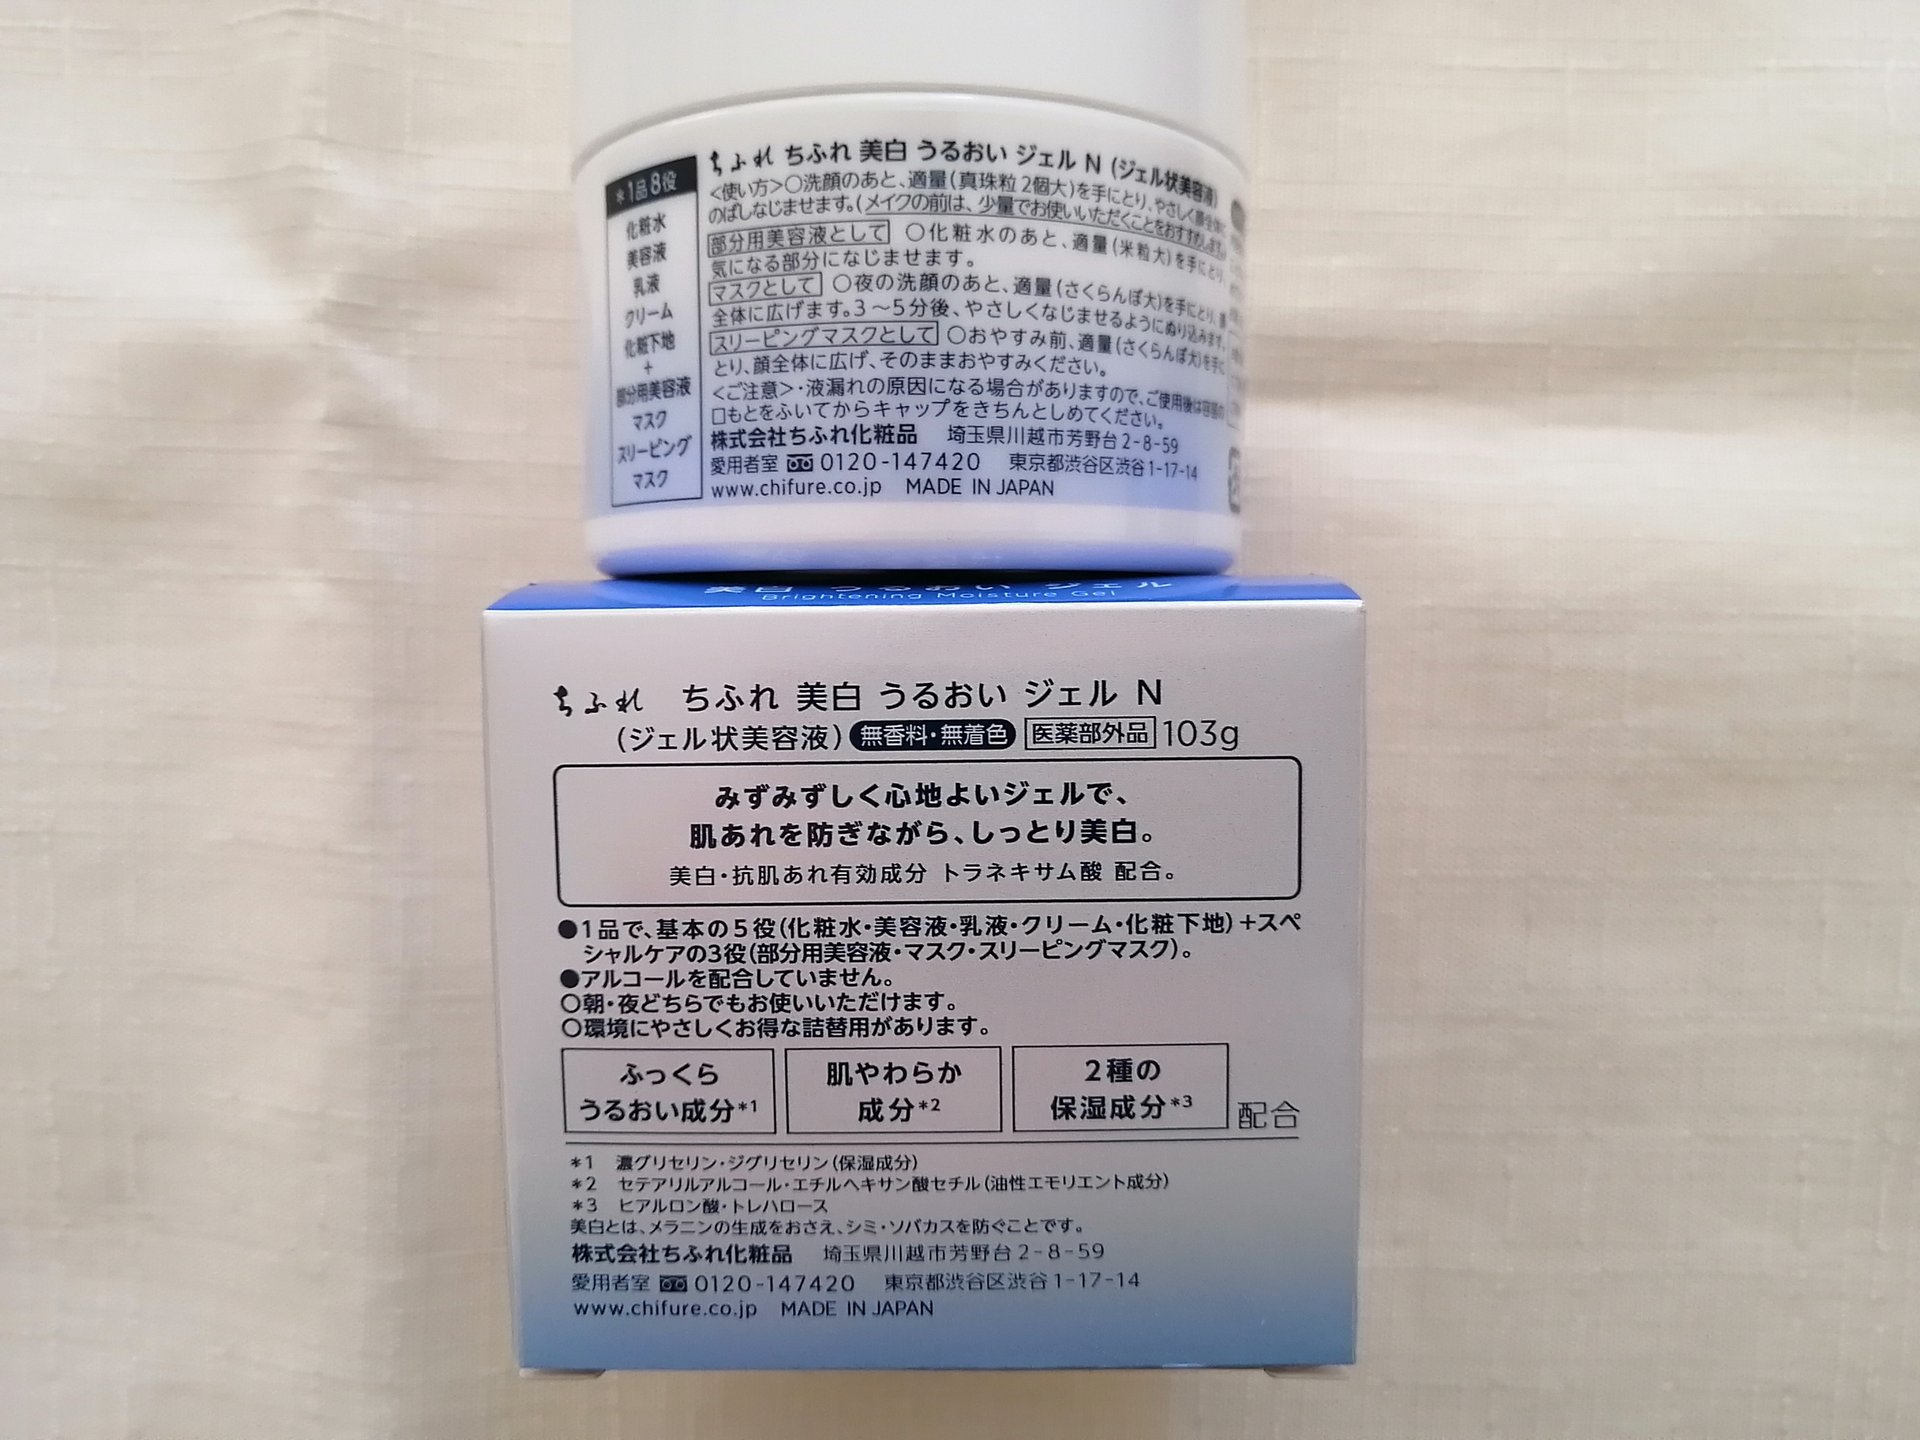 *1品8役
化粧水
美容液
乳液
クリーム
化粧下地
+
部分用美容液
マスク
スリーピング
マスク
ちふれ ちふれ 美白 うるおい ジェル N (ジェル状美容液)
<使い方>○洗顔のあと、適量(真珠粒2個大)を手にとり、やさしく顔全体に
のばしなじませます。(メイクの前は、少量でお使いいただくことをおすすめします。)
部分用美容液として ○化粧水のあと、適量(米粒大)を手にとり、
気になる部分になじませます。
マスクとして ○夜の洗顔のあと、適量(さくらんぼ大)を手にとり、顔
全体に広げます。3〜5分後、やさしくなじませるようにぬり込みます。
スリーピングマスクとして ○おやすみ前、適量(さくらんぼ大)を手に
とり、顔全体に広げ、そのままおやすみください。
<ご注意>・液漏れの原因になる場合がありますので、ご使用後は容器の
口もとをふいてからキャップをきちんとしめてください。
株式会社ちふれ化粧品 埼玉県川越市芳野台2-8-59
愛用者室 0120-147420 東京都渋谷区渋谷1-17-14
www.chifure.co.jp MADE IN JAPAN
美白 うるおい ジェル
Brightening Moisture Gel
ちふれ ちふれ 美白 うるおい ジェル N
(ジェル状美容液) 無香料・無着色 医薬部外品 103g
みずみずしく心地よいジェルで、
肌あれを防ぎながら、しっとり美白。
美白・抗肌あれ有効成分 トラネキサム酸 配合。
●1品で、基本の5役(化粧水・美容液・乳液・クリーム・化粧下地)+スペ
シャルケアの3役(部分用美容液・マスク・スリーピングマスク)。
●アルコールを配合していません。
○朝・夜どちらでもお使いいただけます。
○環境にやさしくお得な詰替用があります。
ふっくら
うるおい成分*1
肌やわらか
成分*2
2種の
保湿成分*3
配合
*1 濃グリセリン・ジグリセリン(保湿成分)
*2 セテアリルアルコール・エチルヘキサン酸セチル(油性エモリエント成分)
*3 ヒアルロン酸・トレハロース
美白とは、メラニンの生成をおさえ、シミ・ソバカスを防ぐことです。
株式会社ちふれ化粧品 埼玉県川越市芳野台2-8-59
愛用者室 0120-147420 東京都渋谷区渋谷1-17-14
www.chifure.co.jp MADE IN JAPAN